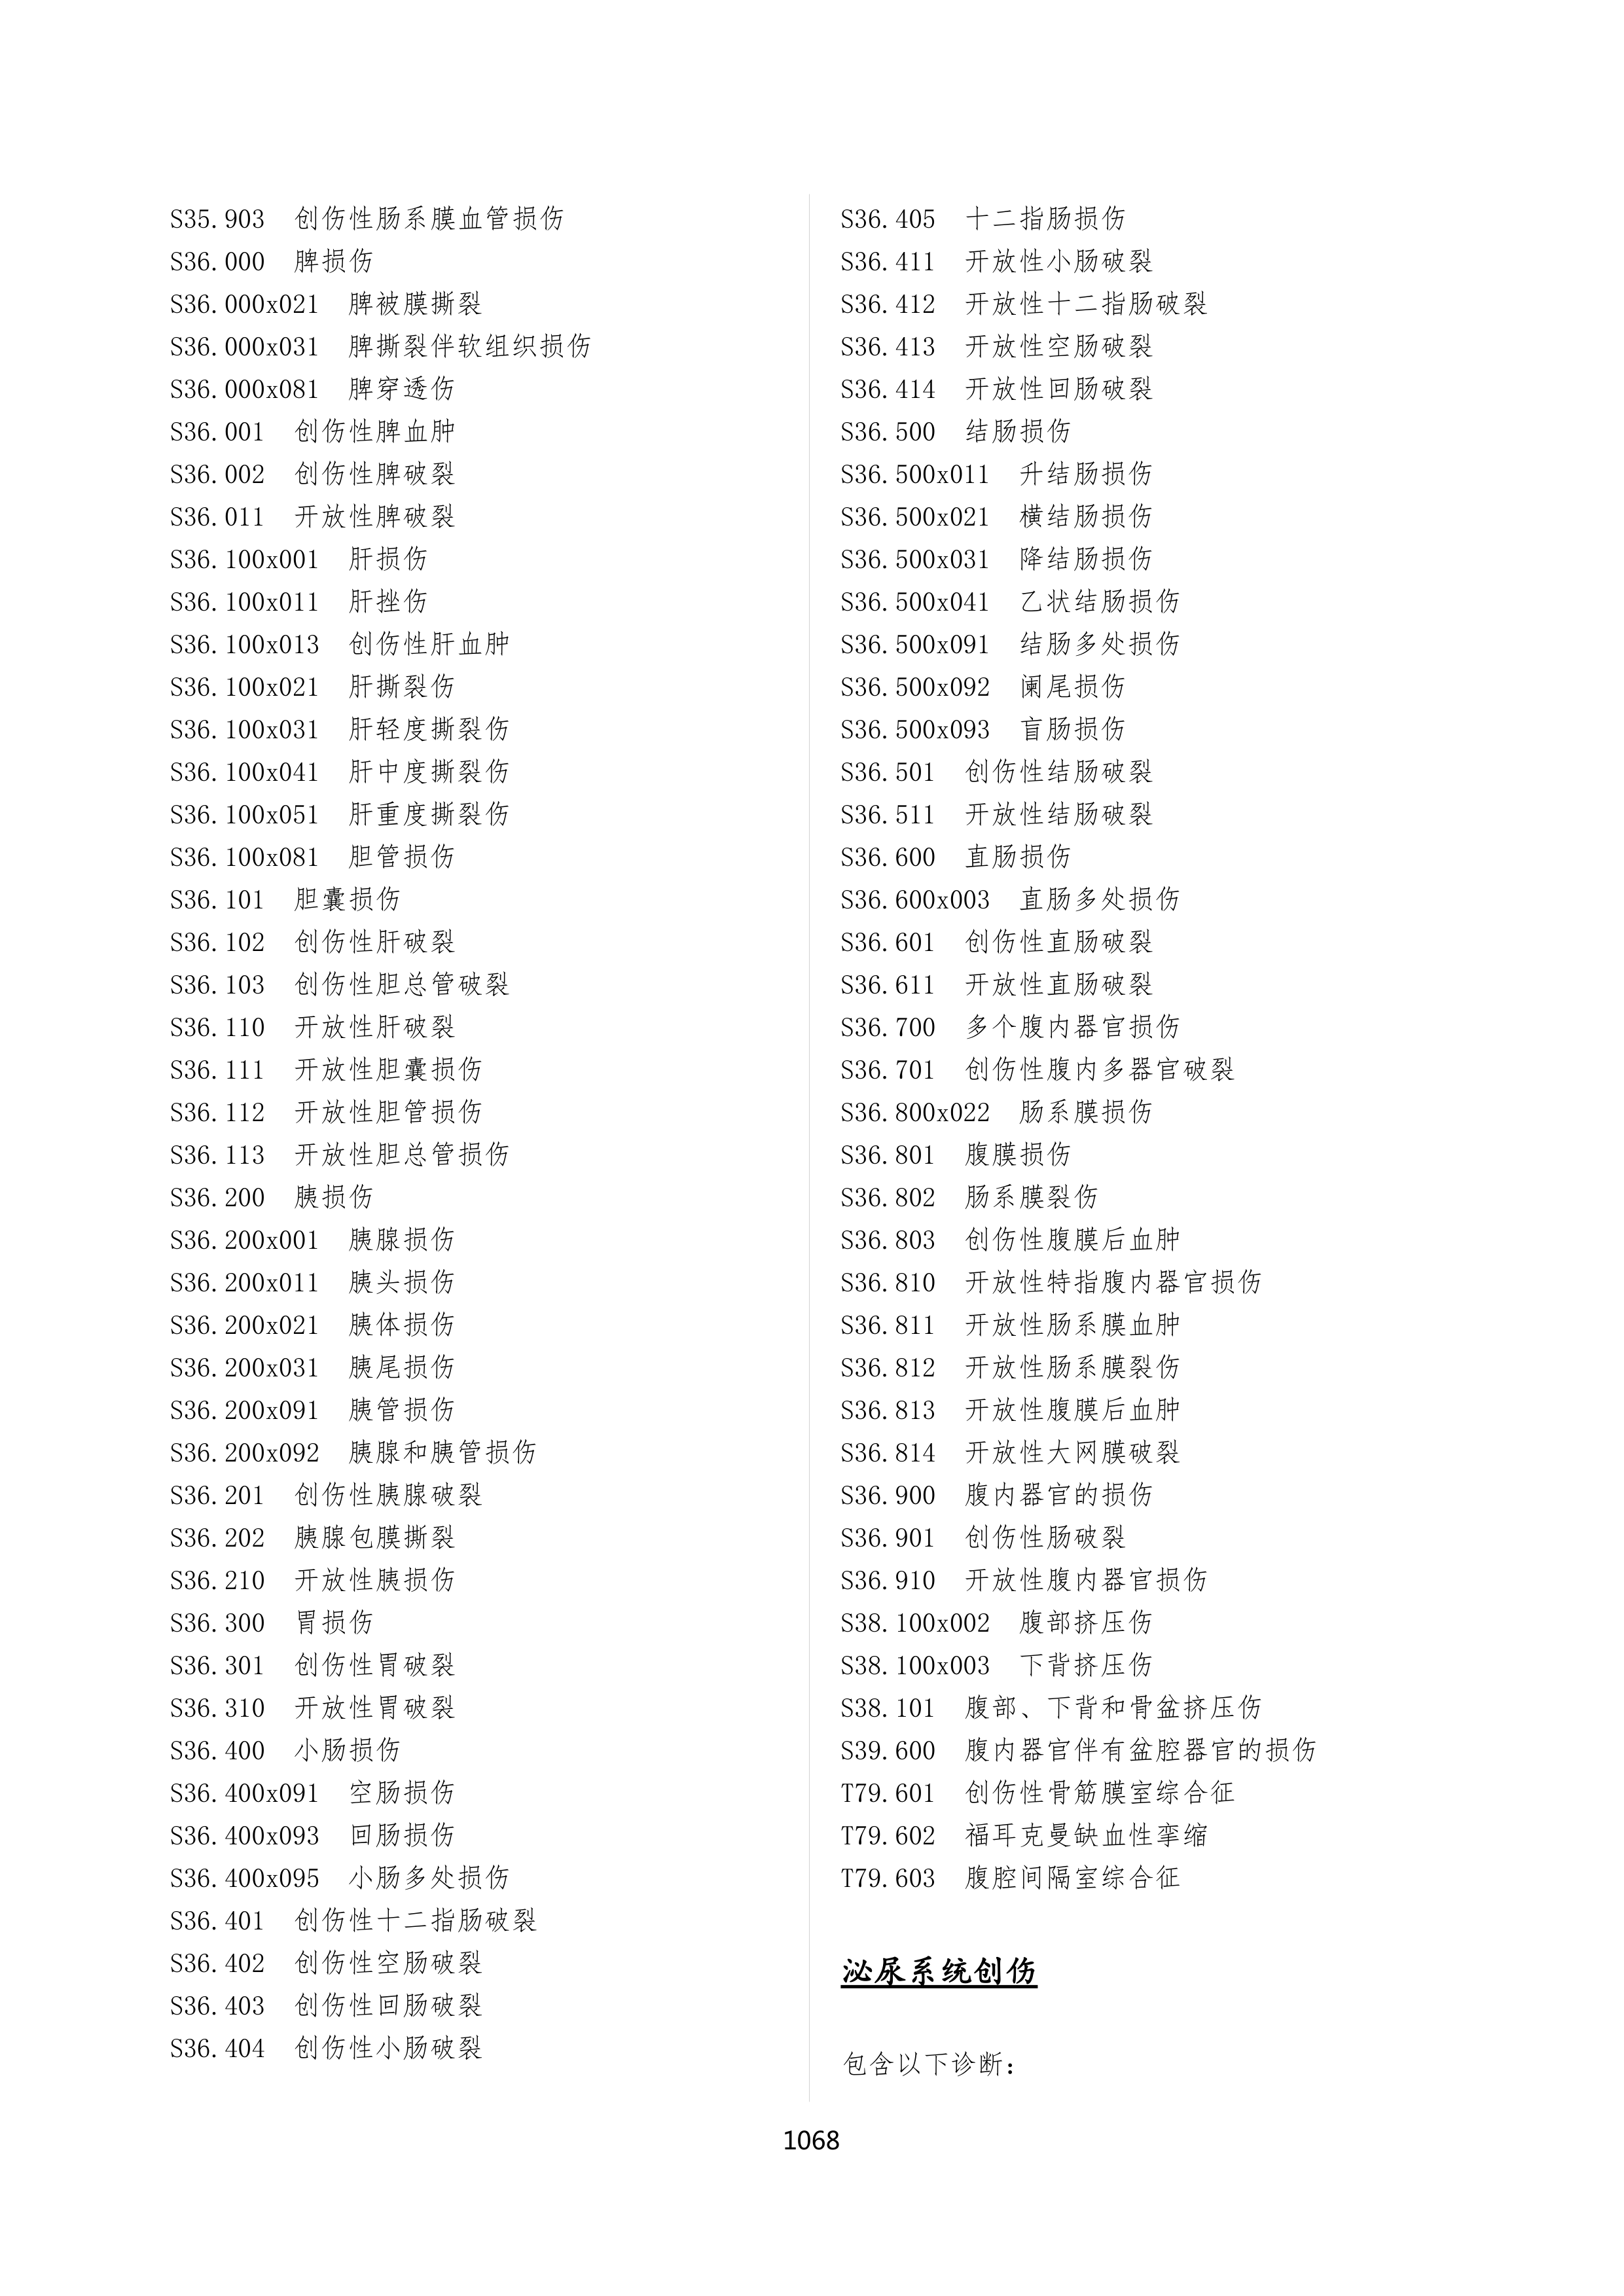 S35.903 创伤性肠系膜血管损伤
S36.000 脾损伤
S36.000x021 脾被膜撕裂
S36.000x031 脾撕裂伴软组织损伤
S36.000x081 脾穿透伤
S36.001 创伤性脾血肿
S36.002 创伤性脾破裂
S36.011 开放性脾破裂
S36.100x001 肝损伤
S36.100x011 肝挫伤
S36.100x013 创伤性肝血肿
S36.100x021 肝撕裂伤
S36.100x031 肝轻度撕裂伤
S36.100x041 肝中度撕裂伤
S36.100x051 肝重度撕裂伤
S36.100x081 胆管损伤
S36.101 胆囊损伤
S36.102 创伤性肝破裂
S36.103 创伤性胆总管破裂
S36.110 开放性肝破裂
S36.111 开放性胆囊损伤
S36.112 开放性胆管损伤
S36.113 开放性胆总管损伤
S36.200 胰损伤
S36.200x001 胰腺损伤
S36.200x011 胰头损伤
S36.200x021 胰体损伤
S36.200x031 胰尾损伤
S36.200x091 胰管损伤
S36.200x092 胰腺和胰管损伤
S36.201 创伤性胰腺破裂
S36.202 胰腺包膜撕裂
S36.210 开放性胰损伤
S36.300 胃损伤
S36.301 创伤性胃破裂
S36.310 开放性胃破裂
S36.400 小肠损伤
S36.400x091 空肠损伤
S36.400x093 回肠损伤
S36.400x095 小肠多处损伤
S36.401 创伤性十二指肠破裂
S36.402 创伤性空肠破裂
S36.403 创伤性回肠破裂
S36.404 创伤性小肠破裂
S36.405 十二指肠损伤
S36.411 开放性小肠破裂
S36.412 开放性十二指肠破裂
S36.413 开放性空肠破裂
S36.414 开放性回肠破裂
S36.500 结肠损伤
S36.500x011 升结肠损伤
S36.500x021 横结肠损伤
S36.500x031 降结肠损伤
S36.500x041 乙状结肠损伤
S36.500x091 结肠多处损伤
S36.500x092 阑尾损伤
S36.500x093 盲肠损伤
S36.501 创伤性结肠破裂
S36.511 开放性结肠破裂
S36.600 直肠损伤
S36.600x003 直肠多处损伤
S36.601 创伤性直肠破裂
S36.611 开放性直肠破裂
S36.700 多个腹内器官损伤
S36.701 创伤性腹内多器官破裂
S36.800x022 肠系膜损伤
S36.801 腹膜损伤
S36.802 肠系膜裂伤
S36.803 创伤性腹膜后血肿
S36.810 开放性特指腹内器官损伤
S36.811 开放性肠系膜血肿
S36.812 开放性肠系膜裂伤
S36.813 开放性腹膜后血肿
S36.814 开放性大网膜破裂
S36.900 腹内器官的损伤
S36.901 创伤性肠破裂
S36.910 开放性腹内器官损伤
S38.100x002 腹部挤压伤
S38.100x003 下背挤压伤
S38.101 腹部、下背和骨盆挤压伤
S39.600 腹内器官伴有盆腔器官的损伤
T79.601 创伤性骨筋膜室综合征
T79.602 福耳克曼缺血性挛缩
T79.603 腹腔间隔室综合征
泌尿系统创伤
包含以下诊断：
1068